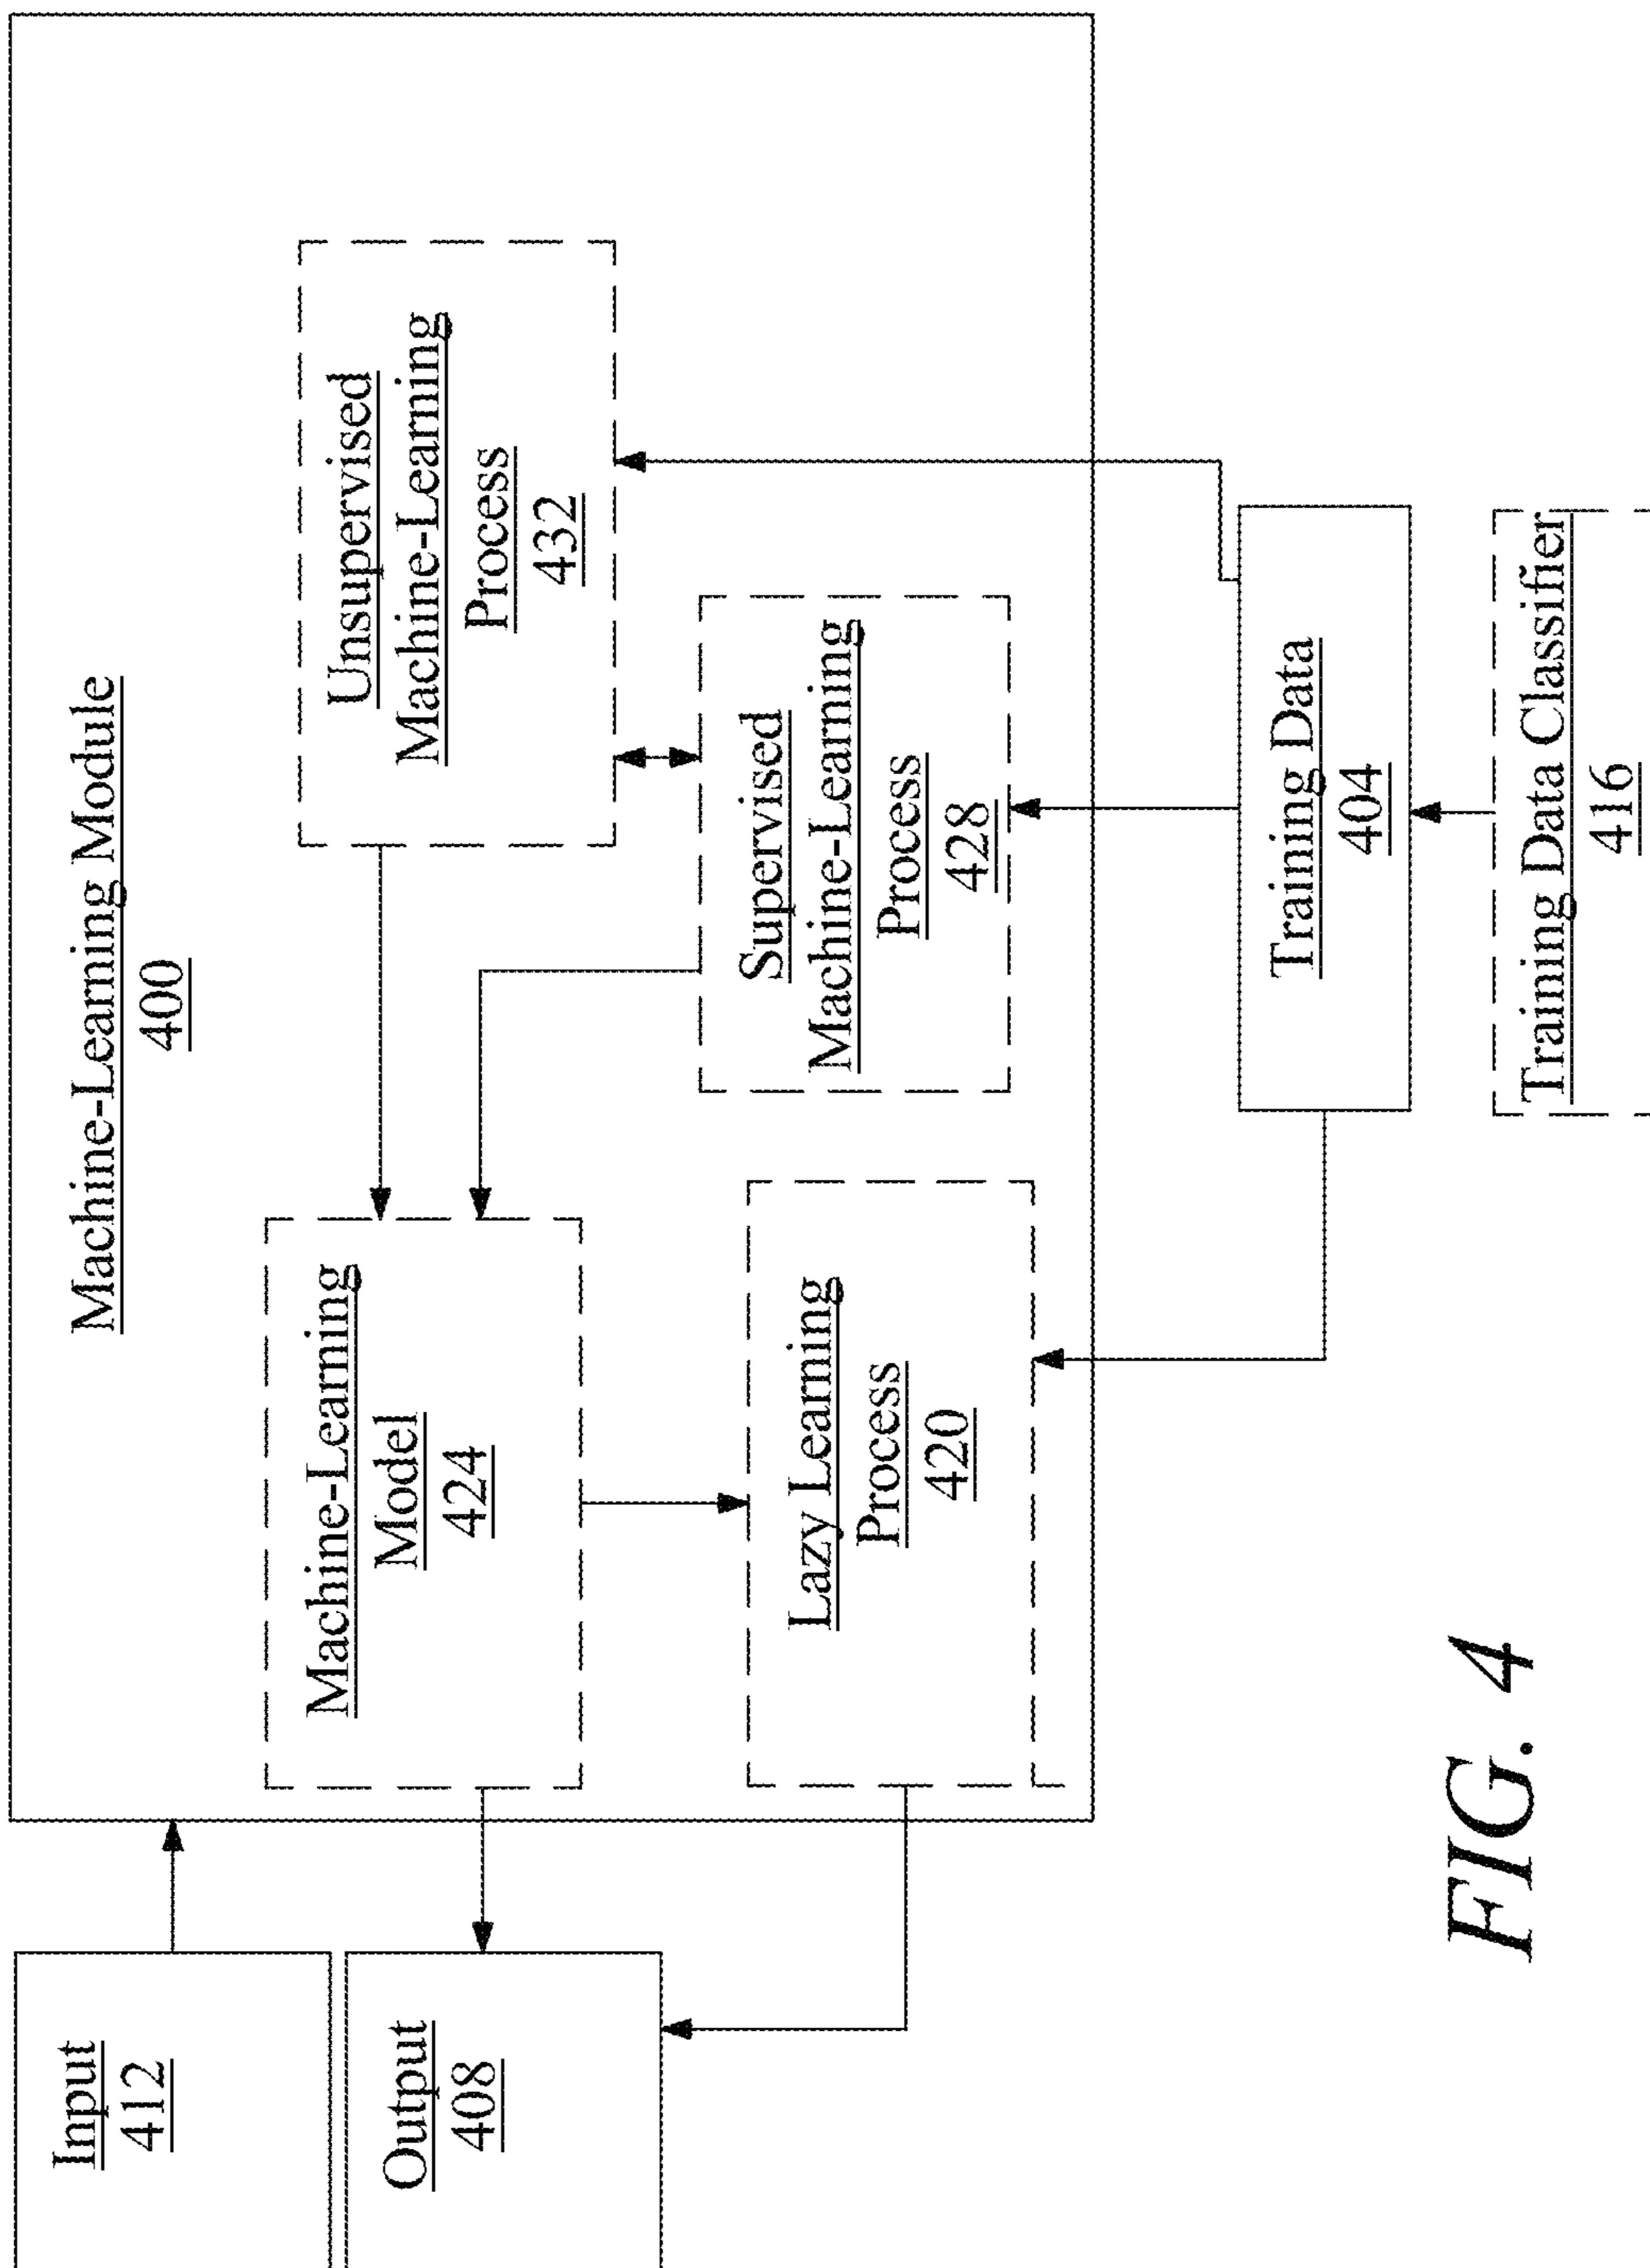 Machine-Learning Module
400
Input
412
Output
408
Machine-Learning
Model
424
Unsupervised
Machine-Learning
Process
432
Supervised
Machine-Learning
Process
428
Lazy Learning
Process
420
Training Data
404
Training Data Classifier
416
FIG. 4